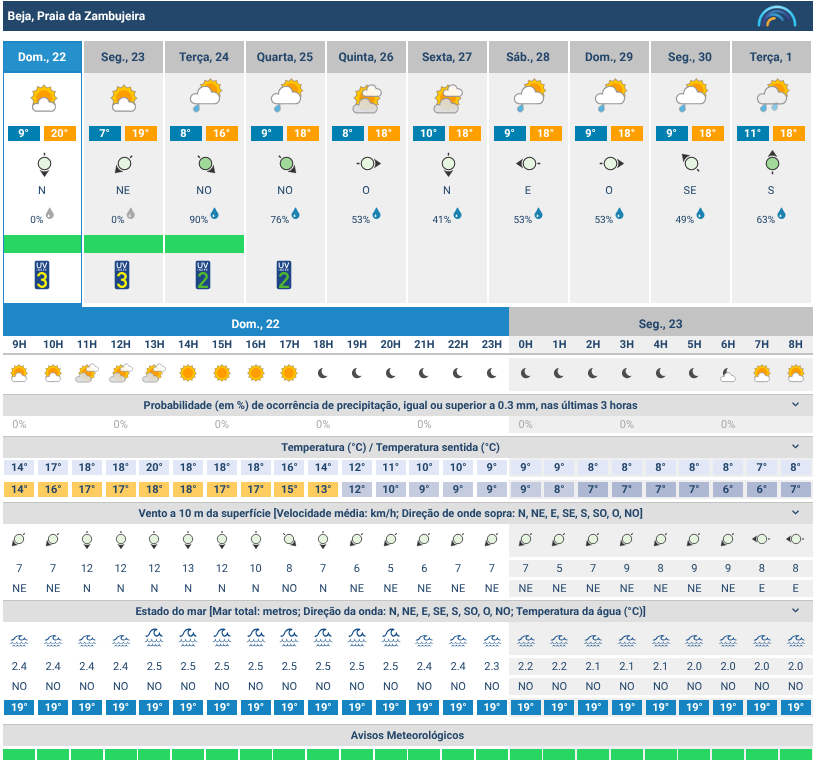 Beja, Praia da Zambujeira
Dom., 22 Seg., 23 Terça, 24 Quarta, 25 Quinta, 26 Sexta, 27 Sáb., 28 Dom., 29 Seg., 30 Terça, 1
9° 20° 7° 19° 8° 16° 9° 18° 8° 18° 10° 18° 9° 18° 9° 18° 9° 18° 11° 18°
N NE NO NO O N E O SE S
0% 0% 90% 76% 53% 41% 53% 53% 49% 63%
UV UV UV UV
3 3 2 2
Dom., 22 Seg., 23
9H 10H 11H 12H 13H 14H 15H 16H 17H 18H 19H 20H 21H 22H 23H 0H 1H 2H 3H 4H 5H 6H 7H 8H
Probabilidade (em %) de ocorrência de precipitação, igual ou superior a 0.3 mm, nas últimas 3 horas
0% 0% 0% 0% 0% 0% 0% 0%
Temperatura (°C) / Temperatura sentida (°C)
14° 17° 18° 18° 20° 18° 18° 18° 16° 14° 12° 11° 10° 10° 9° 9° 9° 8° 8° 8° 8° 8° 7° 8°
14° 16° 17° 17° 18° 18° 17° 17° 15° 13° 12° 10° 9° 9° 9° 9° 8° 7° 7° 7° 7° 6° 6° 7°
Vento a 10 m da superfície [Velocidade média: km/h; Direção de onde sopra: N, NE, E, SE, S, SO, O, NO]
7 7 12 12 12 13 12 10 8 7 6 5 6 7 7 7 5 7 9 8 9 9 8 8
NE NE N N N N N N NO N NE NE NE NE NE NE NE NE NE NE NE NE E E
Estado do mar [Mar total: metros; Direção da onda: N, NE, E, SE, S, SO, O, NO; Temperatura da água (°C)]
2.4 2.4 2.4 2.4 2.5 2.5 2.5 2.5 2.5 2.5 2.5 2.5 2.4 2.4 2.3 2.2 2.2 2.1 2.1 2.1 2.0 2.0 2.0 2.0
NO NO NO NO NO NO NO NO NO NO NO NO NO NO NO NO NO NO NO NO NO NO NO NO
19° 19° 19° 19° 19° 19° 19° 19° 19° 19° 19° 19° 19° 19° 19° 19° 19° 19° 19° 19° 19° 19° 19° 19°
Avisos Meteorológicos